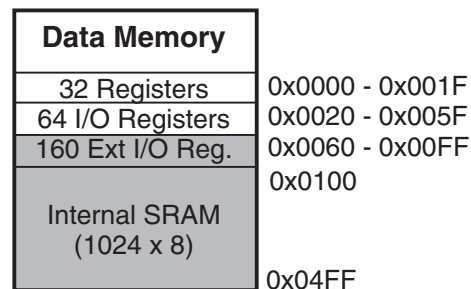 Data Memory
32 Registers 0x0000 - 0x001F
64 I/O Registers 0x0020 - 0x005F
160 Ext I/O Reg. 0x0060 - 0x00FF
0x0100
Internal SRAM
(1024 x 8)
0x04FF